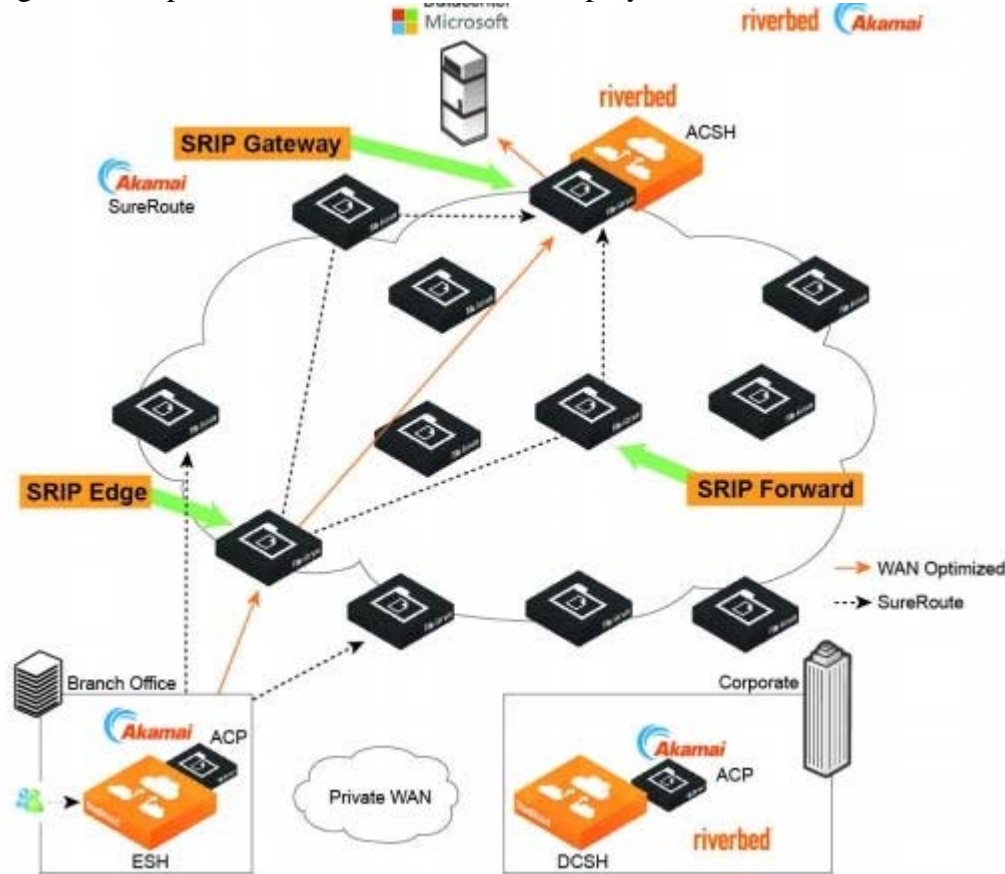 Microsoft
riverbed
Akamai
riverbed
ACSH
SRIP Gateway
Akamai
SureRoute
SRIP Edge
SRIP Forward
WAN Optimized
SureRoute
Branch Office
Corporate
Akamai
ACP
Akamai
ACP
Private WAN
riverbed
ESH
DCSH